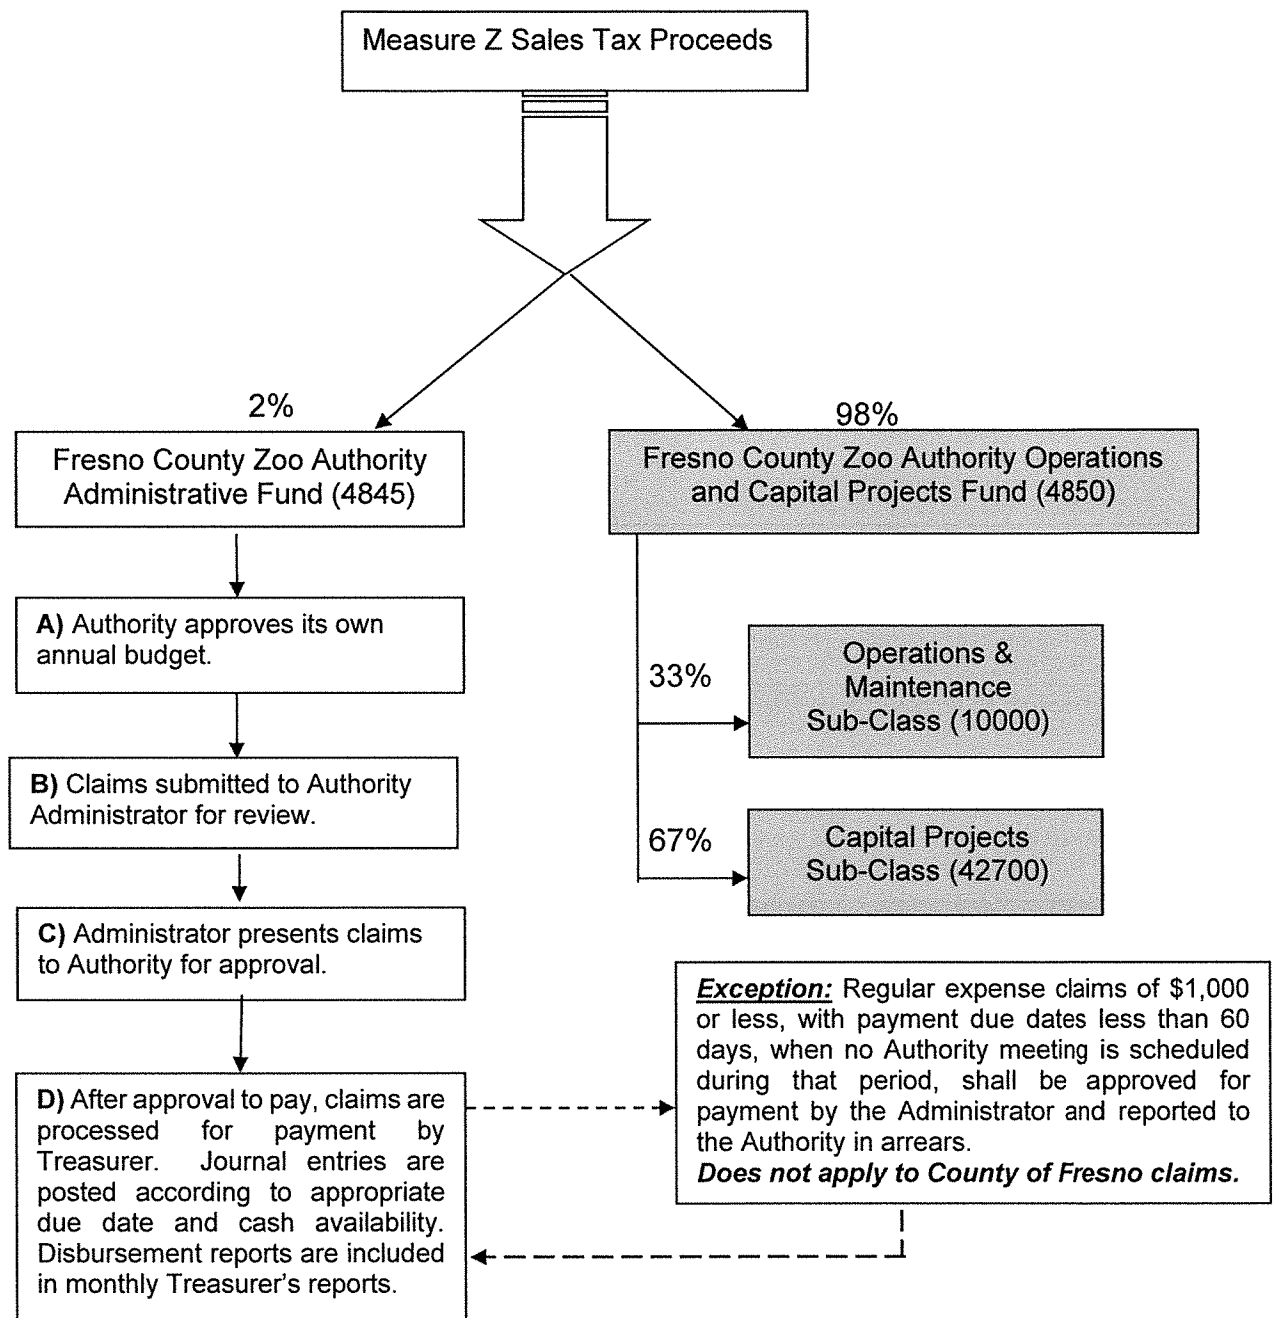 Measure Z Sales Tax Proceeds
2%
Fresno County Zoo Authority
Administrative Fund (4845)
A) Authority approves its own
annual budget.
B) Claims submitted to Authority
Administrator for review.
C) Administrator presents claims
to Authority for approval.
D) After approval to pay, claims are
processed for payment by
Treasurer. Journal entries are
posted according to appropriate
due date and cash availability.
Disbursement reports are included
in monthly Treasurer's reports.
98%
Fresno County Zoo Authority Operations
and Capital Projects Fund (4850)
33%
Operations &
Maintenance
Sub-Class (10000)
67%
Capital Projects
Sub-Class (42700)
Exception: Regular expense claims of $1,000
or less, with payment due dates less than 60
days, when no Authority meeting is scheduled
during that period, shall be approved for
payment by the Administrator and reported to
the Authority in arrears.
Does not apply to County of Fresno claims.